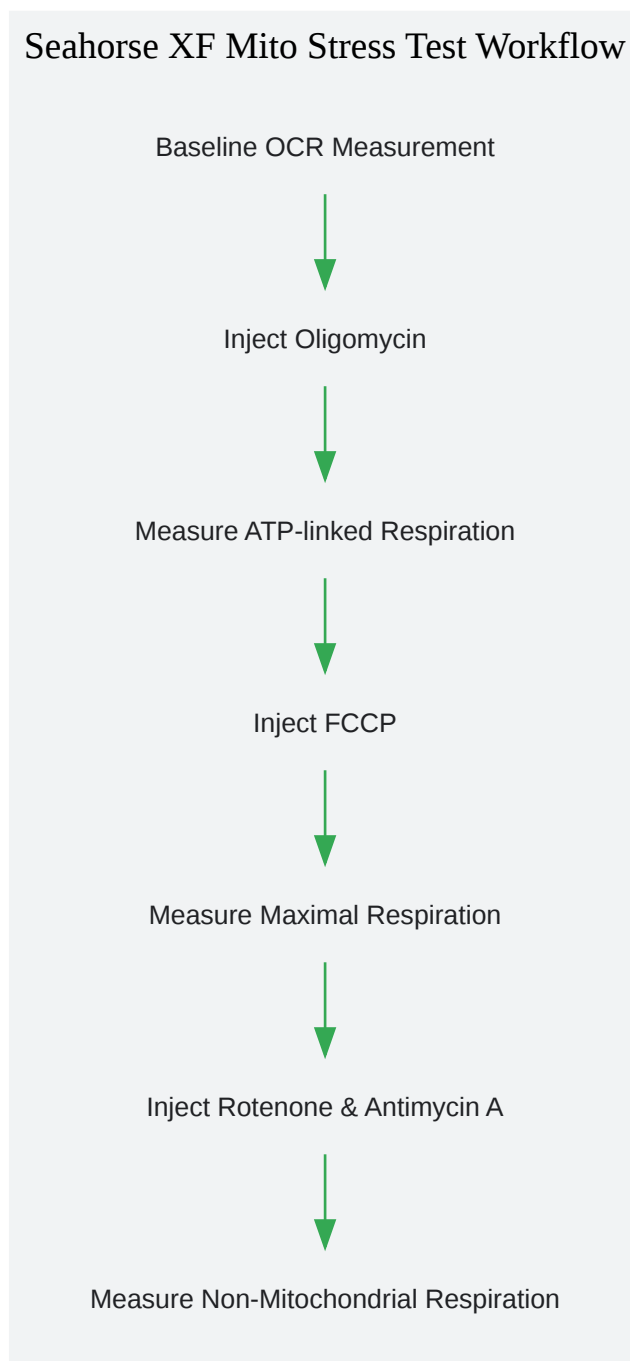 Seahorse XF Mito Stress Test Workflow
Baseline OCR Measurement
Inject Oligomycin
Measure ATP-linked Respiration
Inject FCCP
Measure Maximal Respiration
Inject Rotenone & Antimycin A
Measure Non-Mitochondrial Respiration